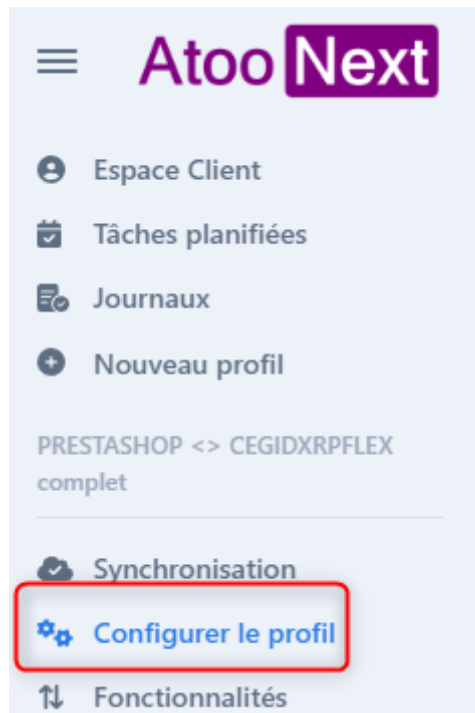 Atoo Next
Espace Client
Tâches planifiées
Journaux
Nouveau profil
PRESTASHOP <> CEGIDXRPFLEX
complet
Synchronisation
Configurer le profil
Fonctionnalités